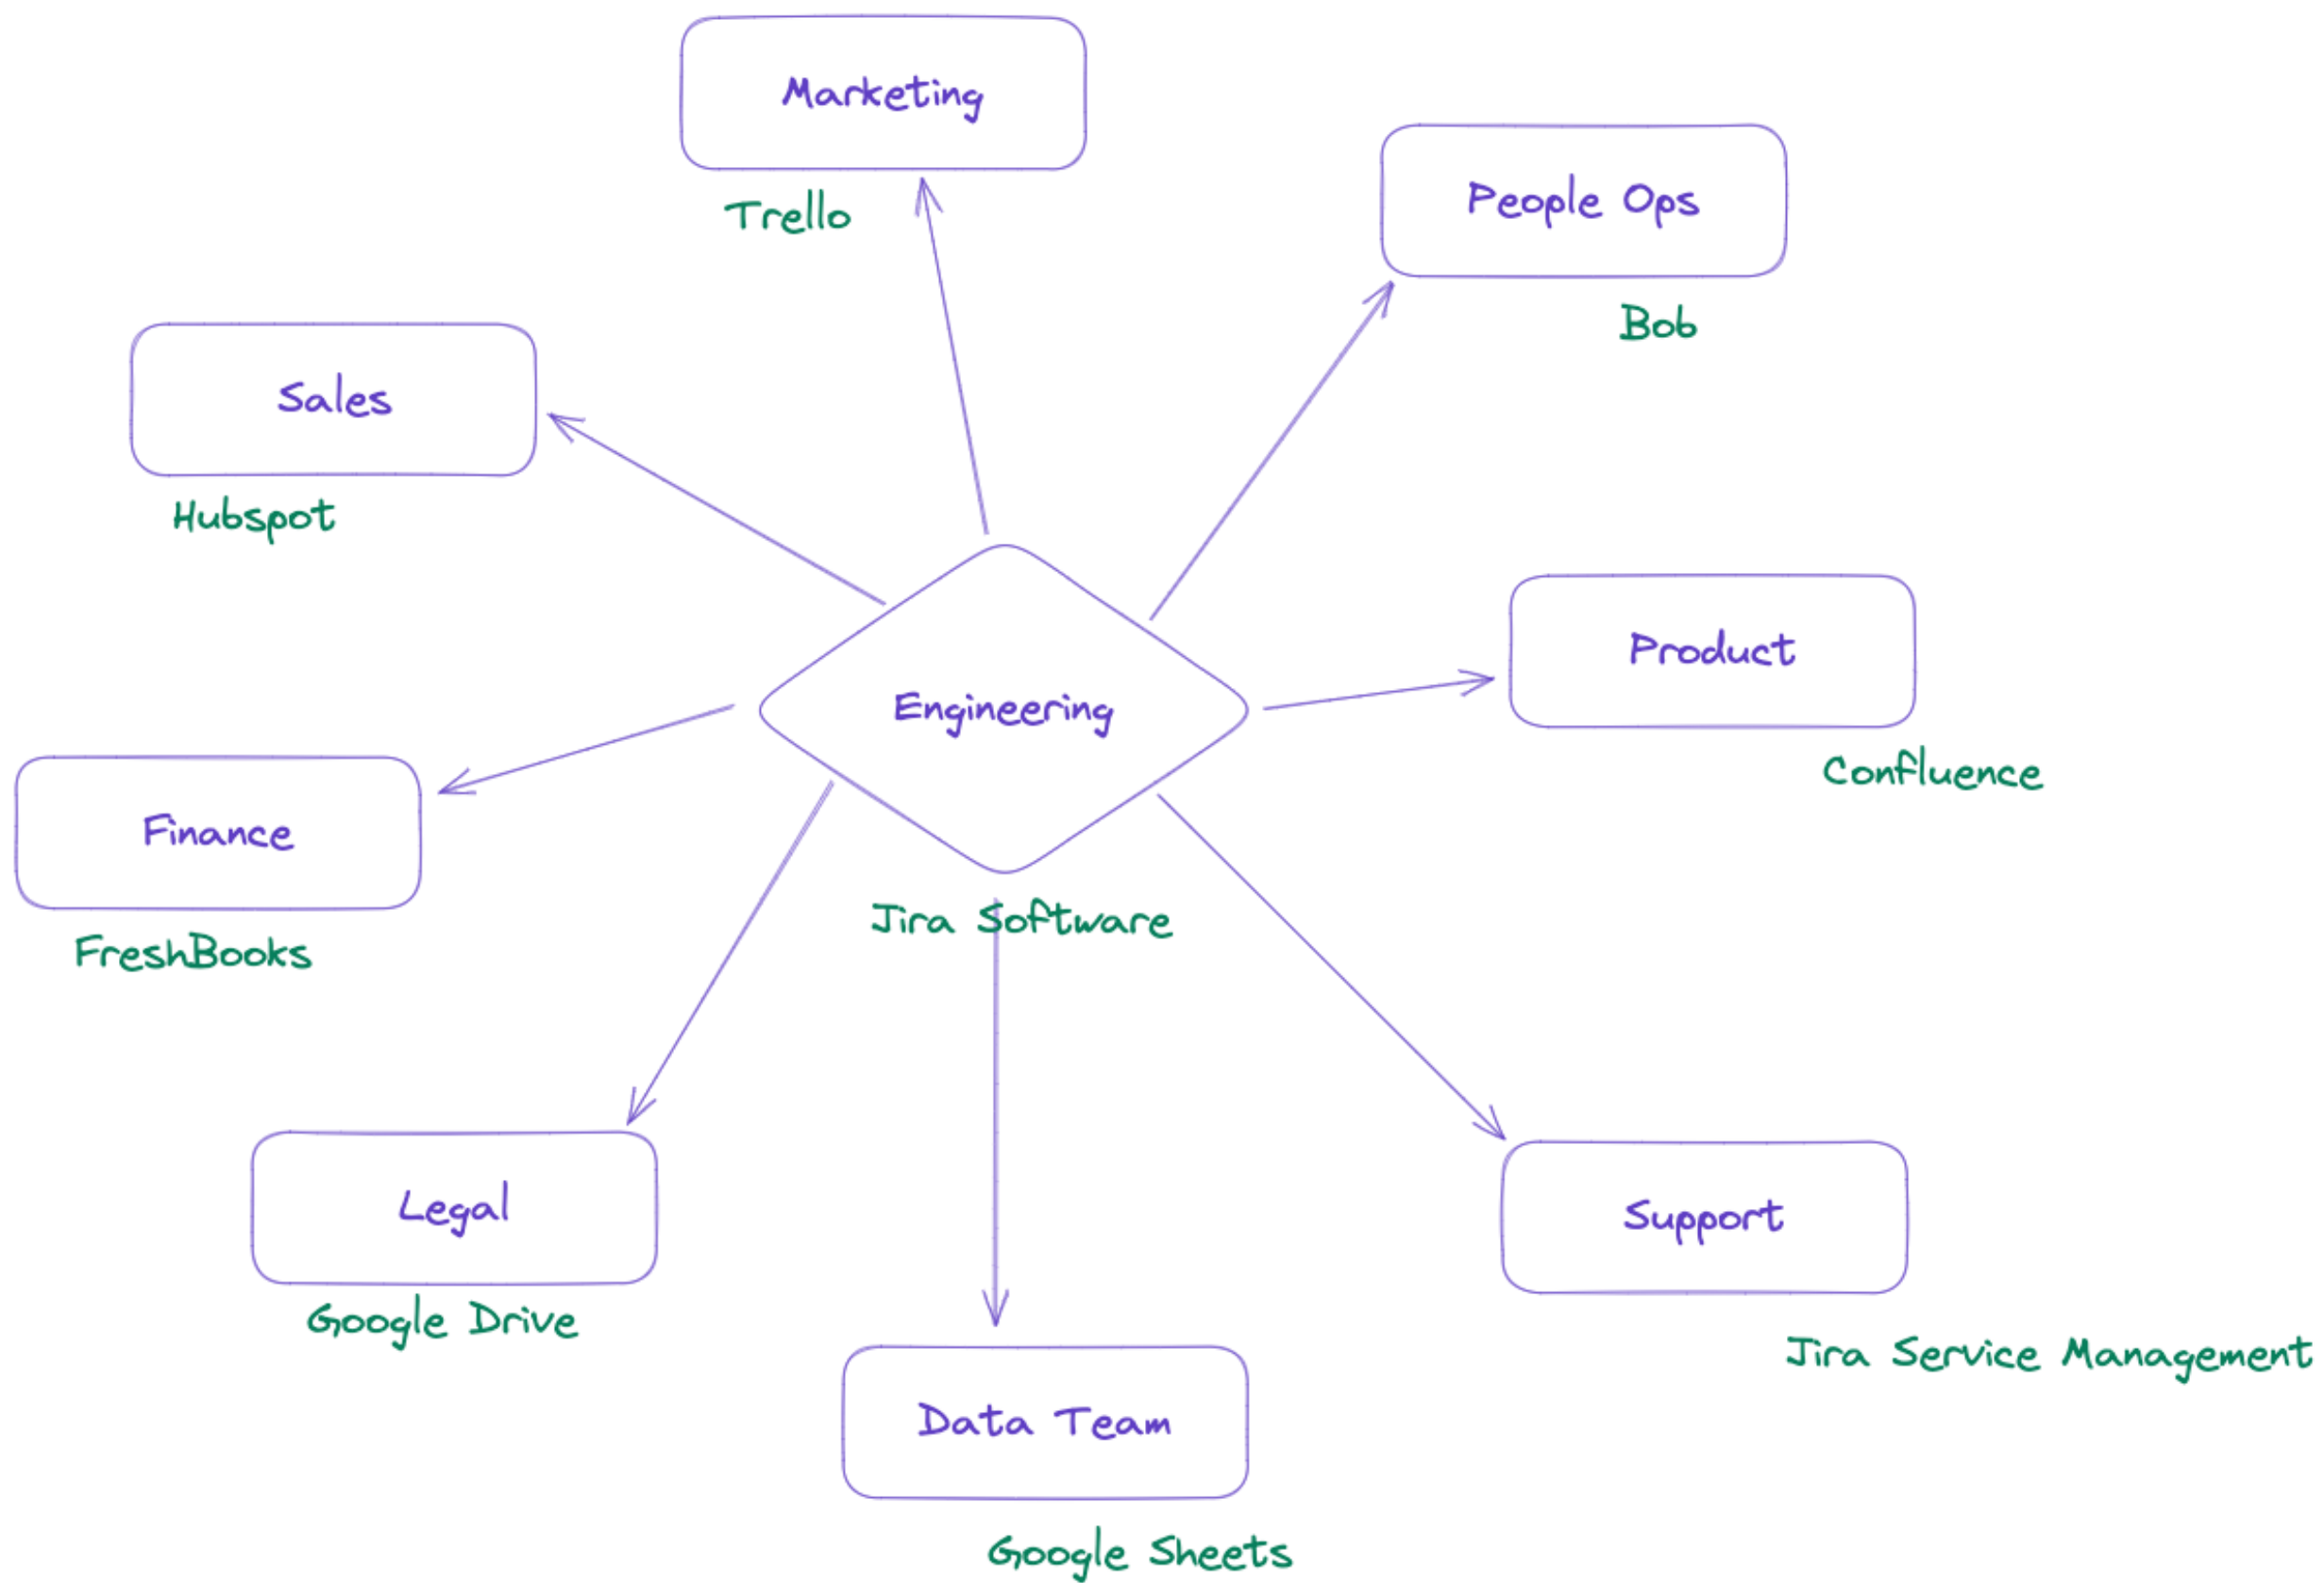 Marketing
Trello
People Ops
Bob
Sales
Hubspot
Product
Confluence
Engineering
Jira Software
Finance
FreshBooks
Legal
Google Drive
Support
Jira Service Management
Data Team
Google Sheets